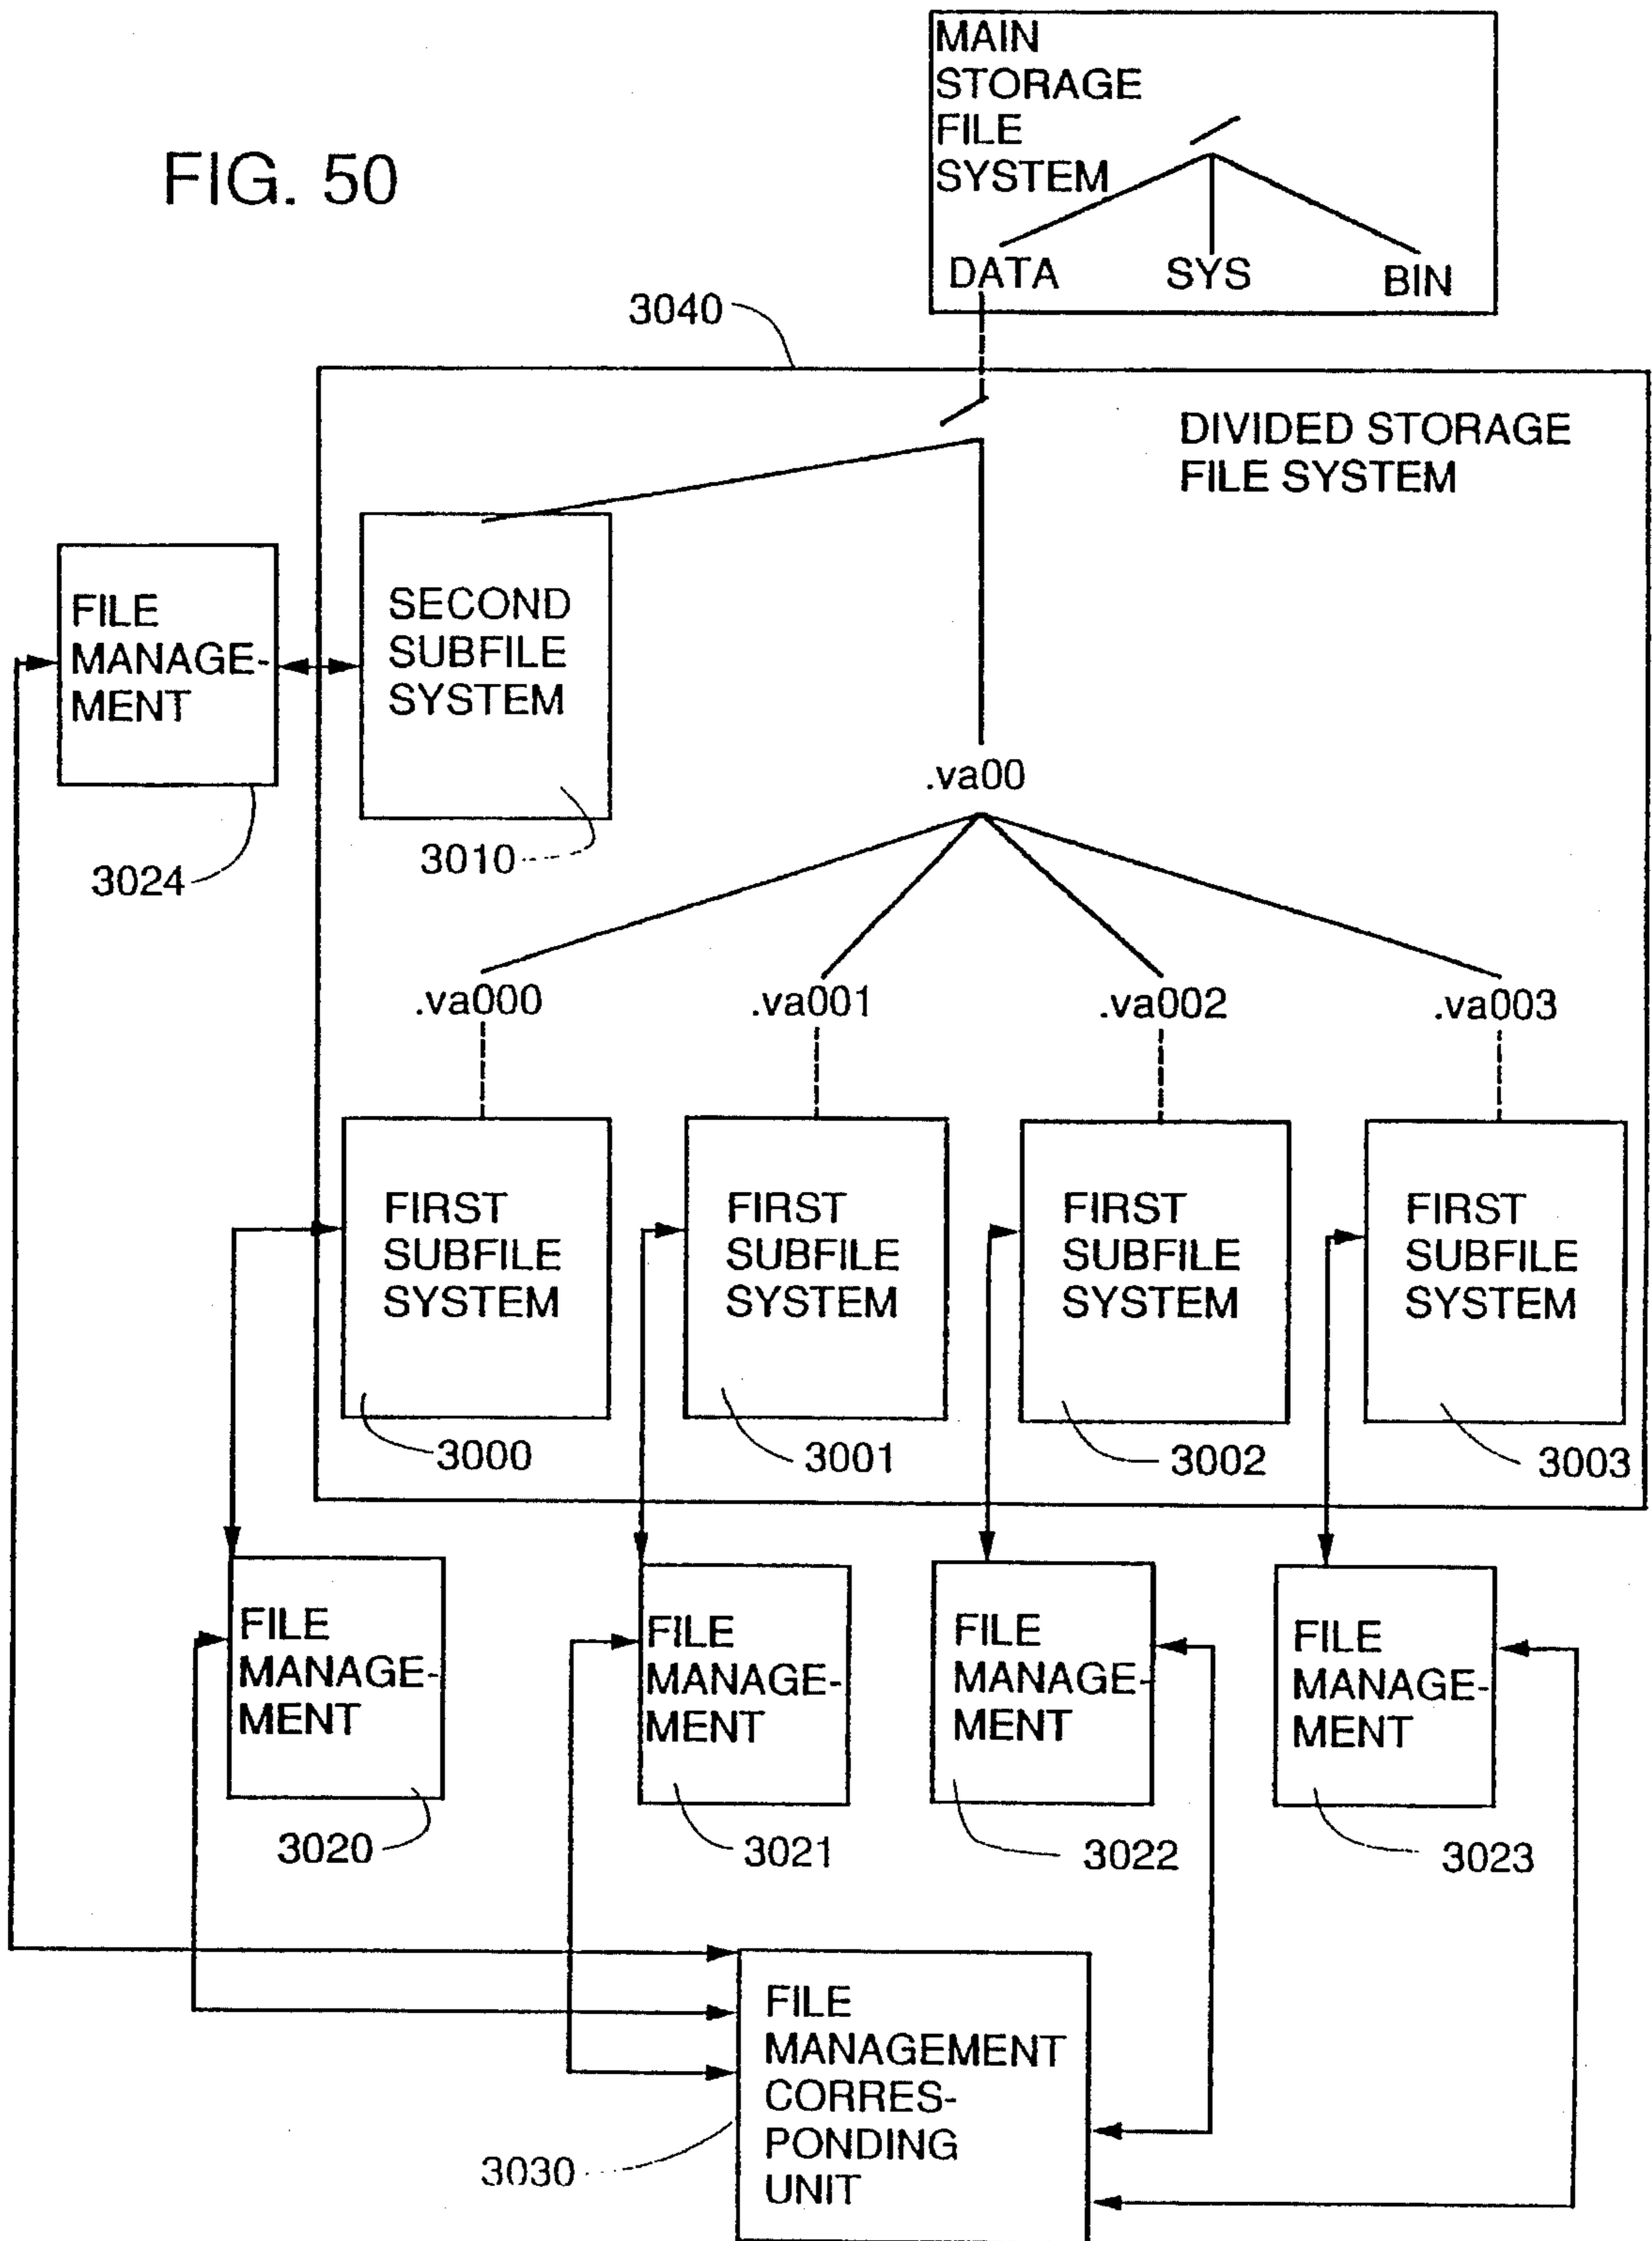 FIG. 50
MAIN
STORAGE
FILE
SYSTEM
/
DATA SYS BIN
3040
/
DIVIDED STORAGE
FILE SYSTEM
FILE
MANAGE-
MENT
3024
SECOND
SUBFILE
SYSTEM
3010
.va00
.va000 .va001 .va002 .va003
FIRST
SUBFILE
SYSTEM
3000
FIRST
SUBFILE
SYSTEM
3001
FIRST
SUBFILE
SYSTEM
3002
FIRST
SUBFILE
SYSTEM
3003
FILE
MANAGE-
MENT
3020
FILE
MANAGE-
MENT
3021
FILE
MANAGE-
MENT
3022
FILE
MANAGE-
MENT
3023
FILE
MANAGEMENT
CORRES-
PONDING
UNIT
3030